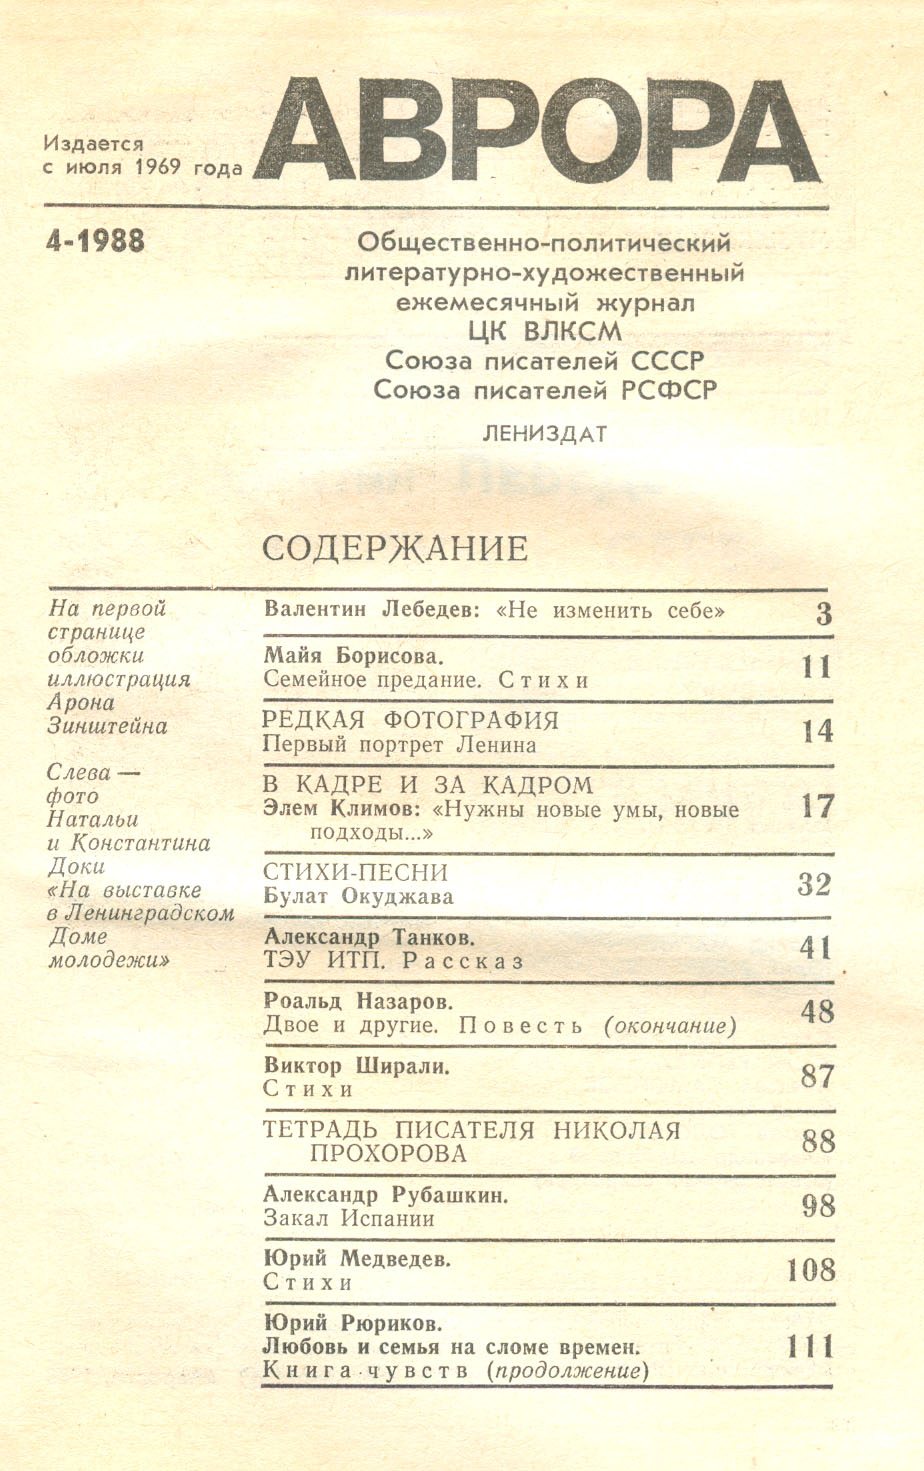 Издается
с июля 1969 года
АВРОРА
4-1988
Общественно-политический
литературно-художественный
ежемесячный журнал
ЦК ВЛКСМ
Союза писателей СССР
Союза писателей РСФСР
ЛЕНИЗДАТ
СОДЕРЖАНИЕ
На первой
странице
обложки
иллюстрация
Арона
Зинштейна
Слева —
фото
Натальи
и Константина
Доки
«На выставке
в Ленинградском
Доме
молодежи»
Валентин Лебедев: «Не изменить себе» 3
Майя Борисова.
Семейное предание. Стихи 11
РЕДКАЯ ФОТОГРАФИЯ
Первый портрет Ленина 14
В КАДРЕ И ЗА КАДРОМ
Элем Климов: «Нужны новые умы, новые 17
подходы...»
СТИХИ-ПЕСНИ
Булат Окуджава 32
Александр Танков.
ТЭУ ИТП. Рассказ 41
Роальд Назаров.
Двое и другие. Повесть (окончание) 48
Виктор Ширали.
Стихи 87
ТЕТРАДЬ ПИСАТЕЛЯ НИКОЛАЯ
ПРОХОРОВА 88
Александр Рубашкин.
Закал Испании 98
Юрий Медведев.
Стихи 108
Юрий Рюриков.
Любовь и семья на сломе времен. 111
Книга чувств (продолжение)